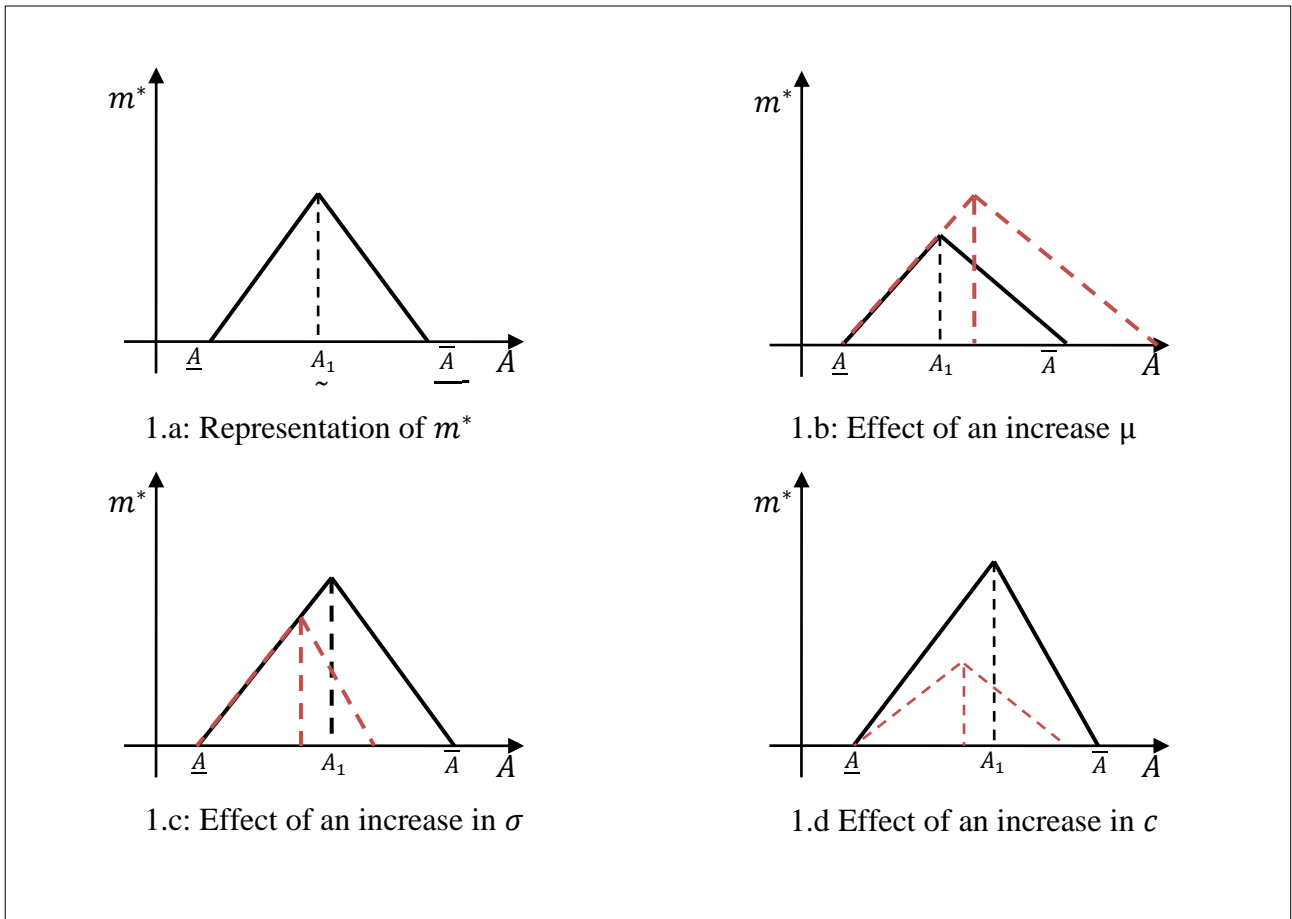 m*
A̲ A₁ A̅ A
~
1.a: Representation of m*
m*
A̲ A₁ A̅ A
1.b: Effect of an increase μ
m*
A̲ A₁ A̅ A
1.c: Effect of an increase in σ
m*
A̲ A₁ A̅ A
1.d Effect of an increase in c